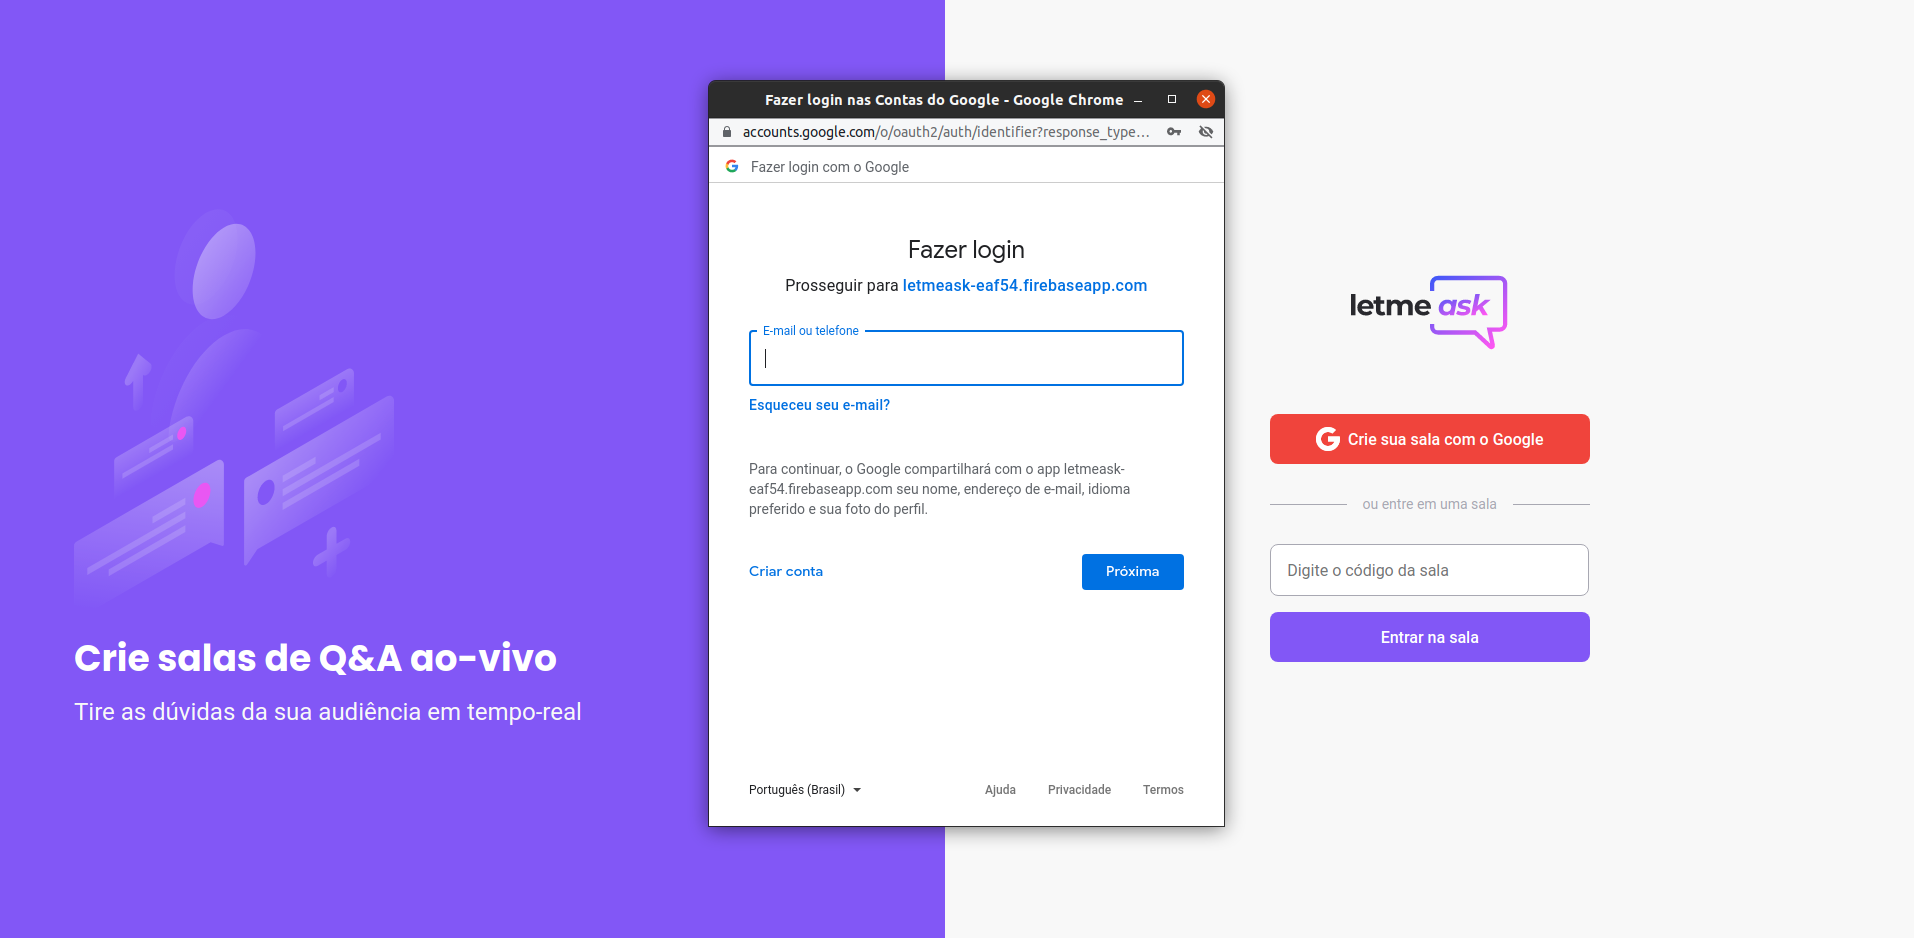 Crie salas de Q&A ao-vivo
Tire as dúvidas da sua audiência em tempo-real
Fazer login nas Contas do Google - Google Chrome
accounts.google.com/o/oauth2/auth/identifier?response_type...
Fazer login com o Google
Fazer login
Prosseguir para letmeask-eaf54.firebaseapp.com
E-mail ou telefone
Esqueceu seu e-mail?
Para continuar, o Google compartilhará com o app letmeask-
eaf54.firebaseapp.com seu nome, endereço de e-mail, idioma
preferido e sua foto do perfil.
Criar conta
Próxima
Português (Brasil)
Ajuda
Privacidade
Termos
letmeask
Crie sua sala com o Google
ou entre em uma sala
Digite o código da sala
Entrar na sala